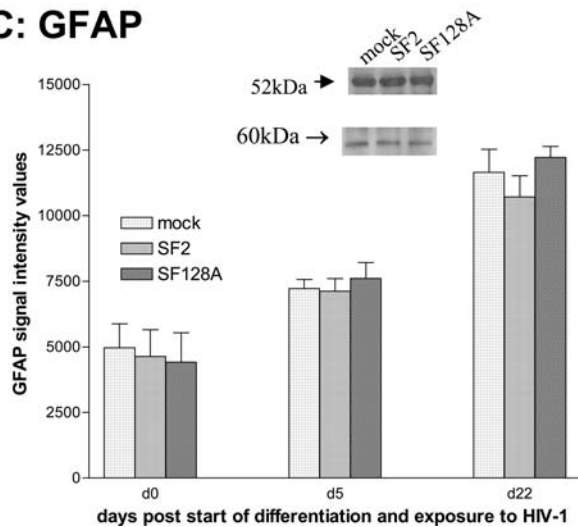 C: GFAP
mock SF2 SF128A
52kDa
60kDa
15000
12500
10000
7500
5000
2500
0
GFAP signal intensity values
mock
SF2
SF128A
d0 d5 d22
days post start of differentiation and exposure to HIV-1